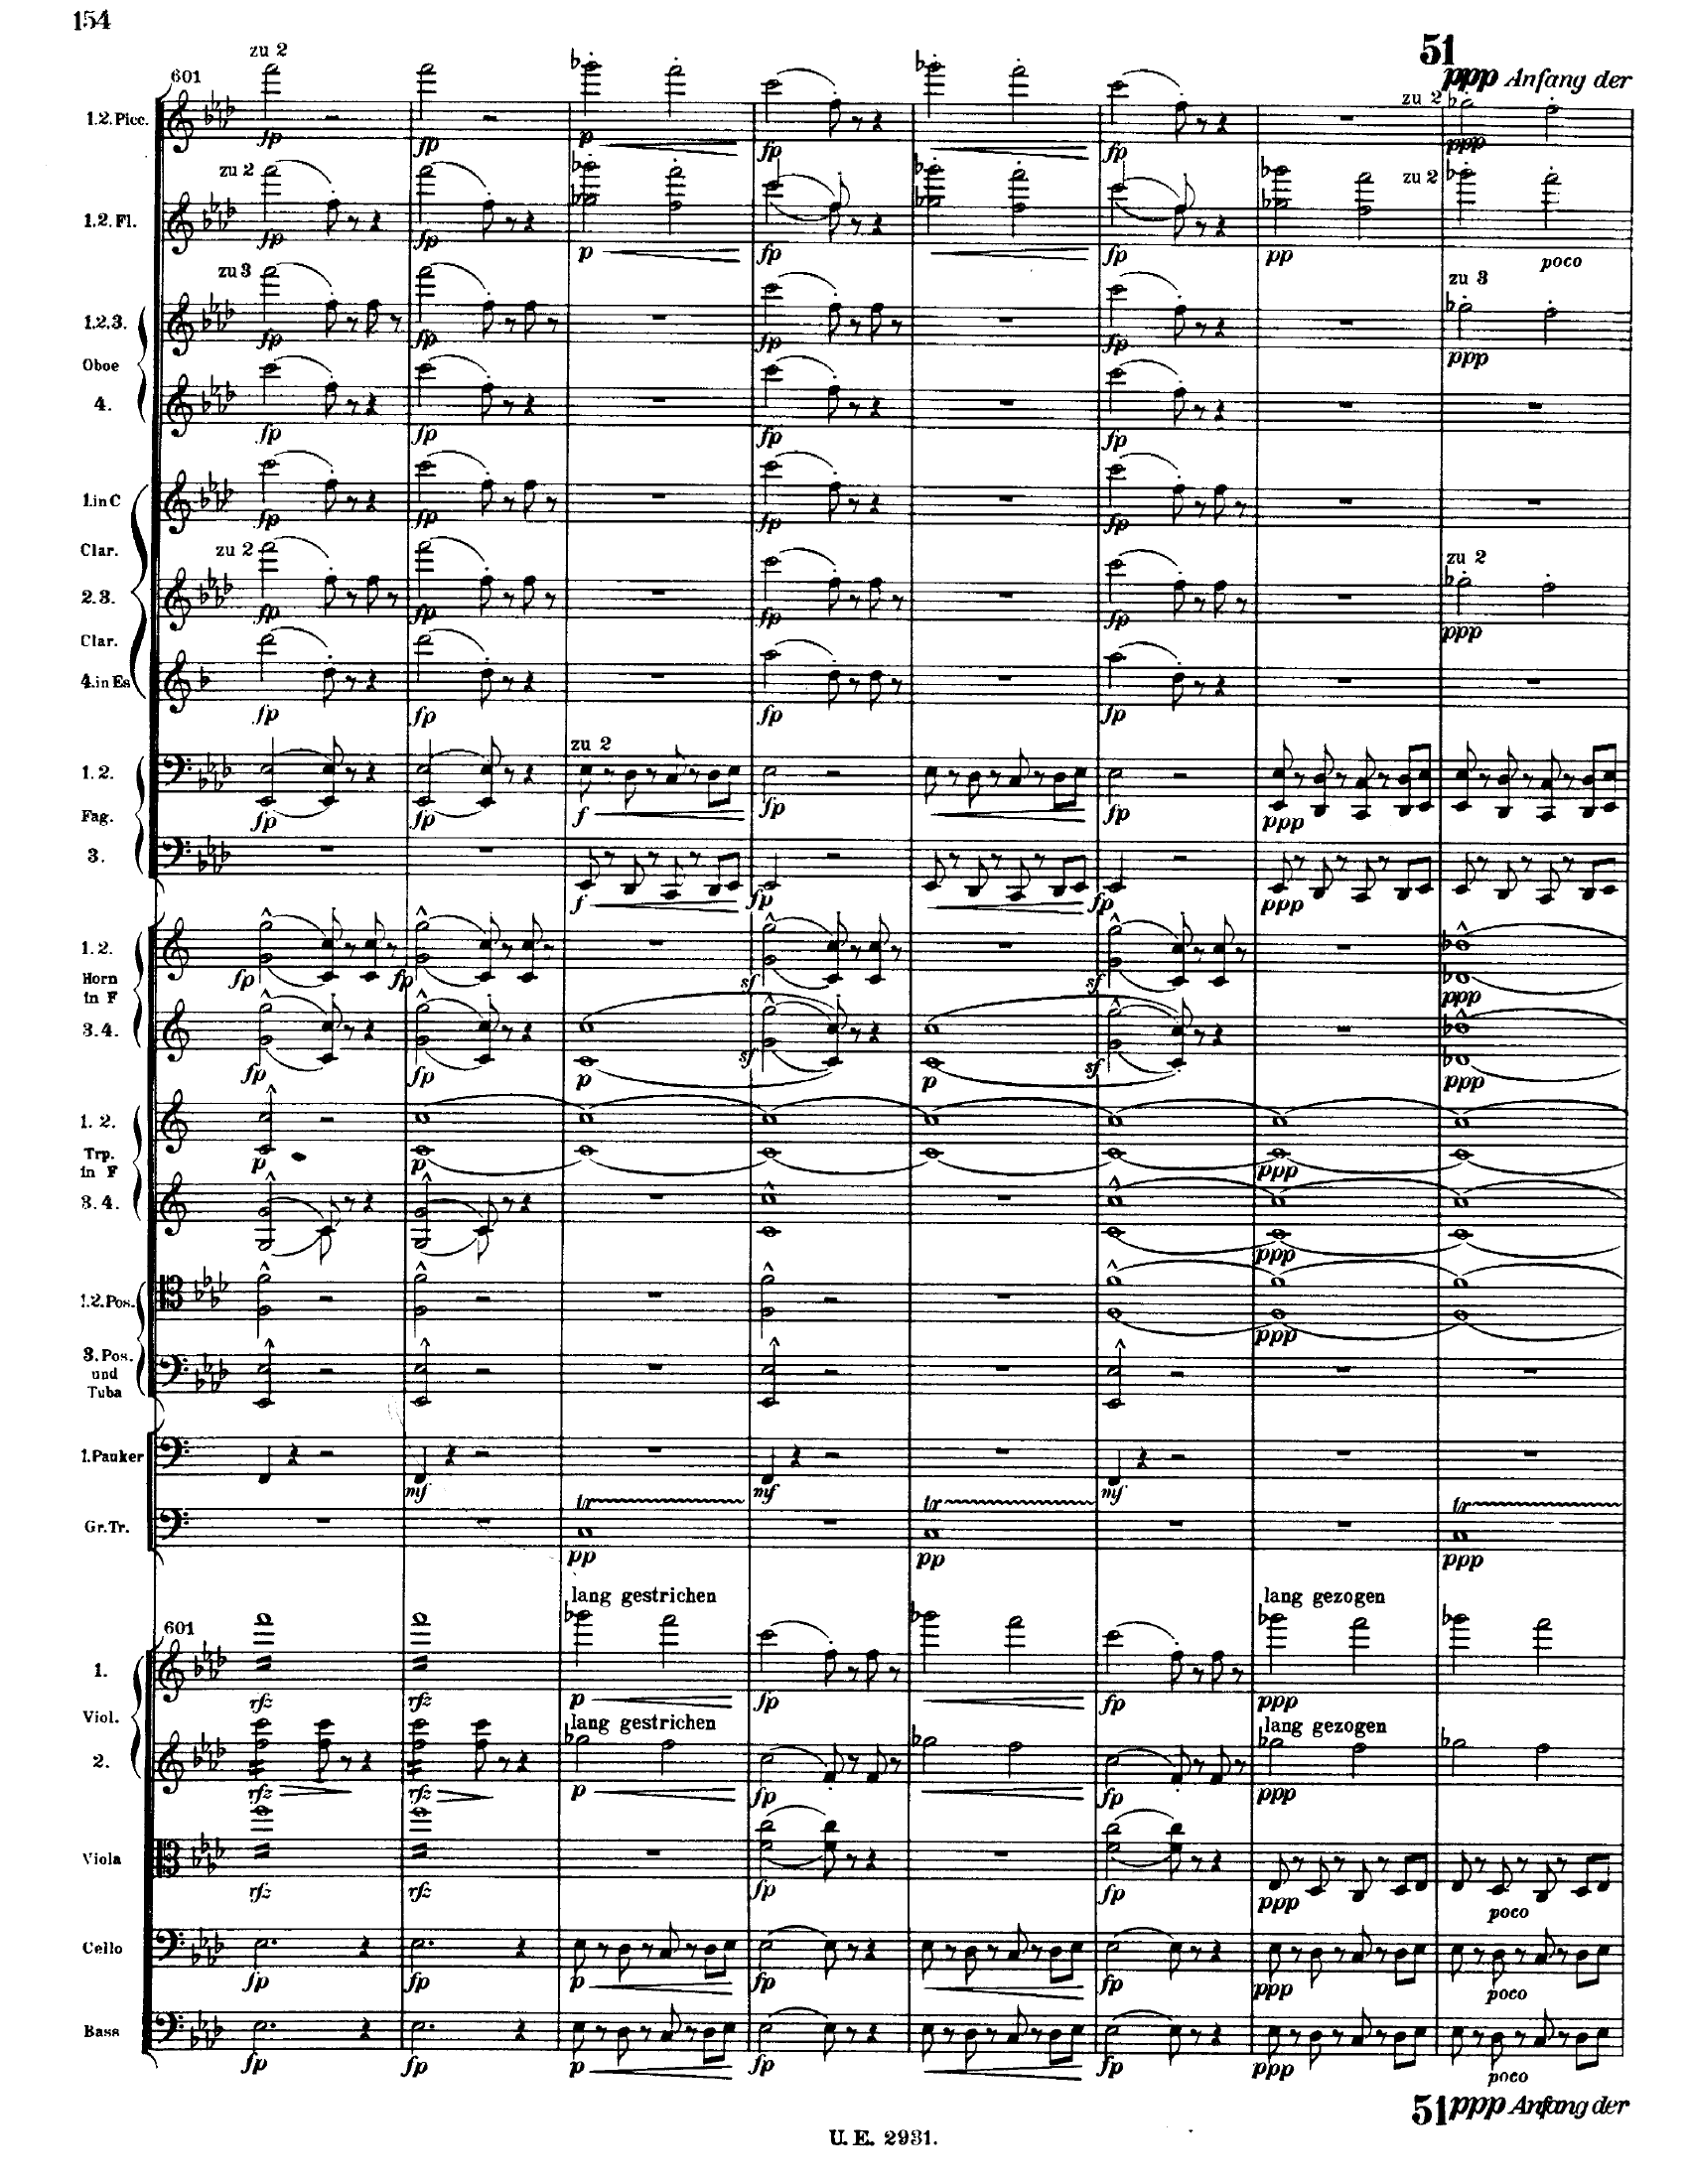 154
zu 2
51
601
ppp Anfang der
1.2. Picc.
zu 2
fp fp p fp fp ppp
zu 2
zu 2
1.2. Fl.
fp fp p fp fp pp poco
zu 3
zu 3
1.2.3.
fp fp fp fp ppp
Oboe
4.
fp fp fp fp
1. in C
fp fp fp fp
Clar.
zu 2
zu 2
2.3.
fp fp fp fp ppp
Clar.
4. in Es
fp fp fp fp
zu 2
1.2.
fp fp f fp fp ppp
Fag.
3.
f fp fp ppp
1.2.
fp fp sf sf ppp
Horn
in F
3.4.
fp fp p sf p sf ppp
1. 2.
p p ppp
Trp.
in F
3.4.
ppp
1.2. Pos.
ppp
3. Pos.
und
Tuba
1. Pauker
mf mf mf
Gr. Tr.
tr tr tr
pp pp ppp
lang gestrichen lang gezogen
601
1.
rfz rfz p fp fp ppp
Viol.
lang gestrichen lang gezogen
2.
rfz rfz p fp fp ppp
Viola
rfz rfz fp fp ppp poco
Cello
fp fp p fp fp ppp poco
Bass
fp fp p fp fp ppp poco
51 ppp Anfang der
U. E. 2931.